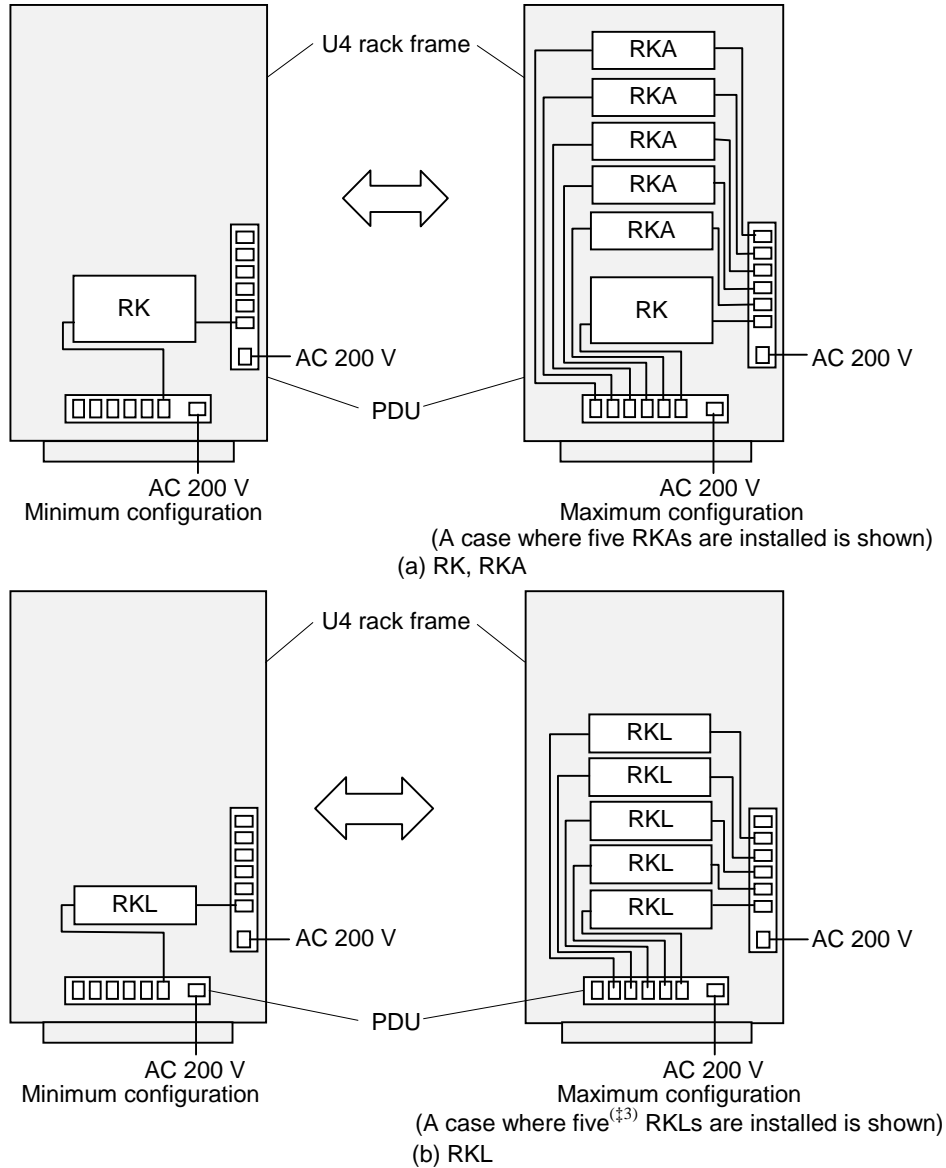 U4 rack frame
RKA
RKA
RKA
RKA
RKA
RK
RK
AC 200 V
AC 200 V
PDU
AC 200 V
AC 200 V
Minimum configuration
Maximum configuration
(A case where five RKAs are installed is shown)
(a) RK, RKA
U4 rack frame
RKL
RKL
RKL
RKL
RKL
RKL
AC 200 V
AC 200 V
PDU
AC 200 V
AC 200 V
Minimum configuration
Maximum configuration
(A case where five(‡3) RKLs are installed is shown)
(b) RKL